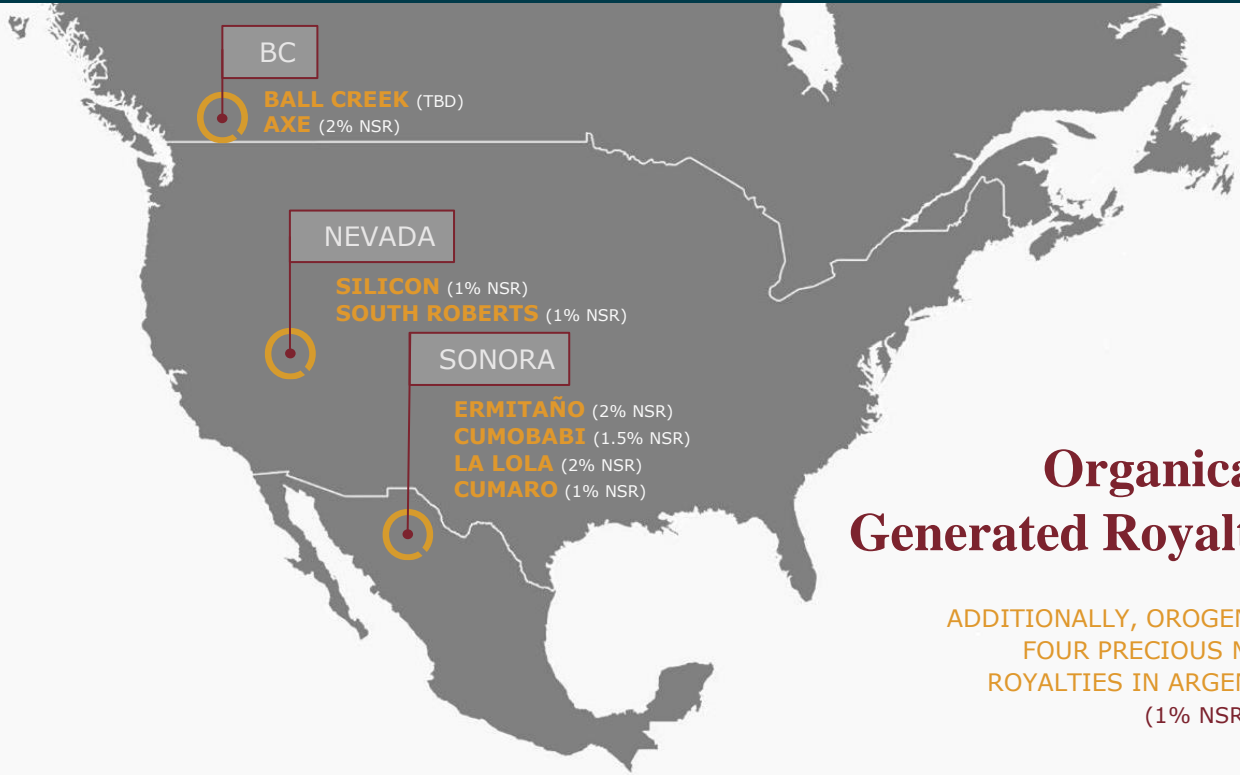 BC
BALL CREEK (TBD)
AXE (2% NSR)
NEVADA
SILICON (1% NSR)
SOUTH ROBERTS (1% NSR)
SONORA
ERMITAÑO (2% NSR)
CUMOBABI (1.5% NSR)
LA LOLA (2% NSR)
CUMARO (1% NSR)
Organica
Generated Royalt
ADDITIONALLY, OROGEN
FOUR PRECIOUS
ROYALTIES IN ARGEN
(1% NSR